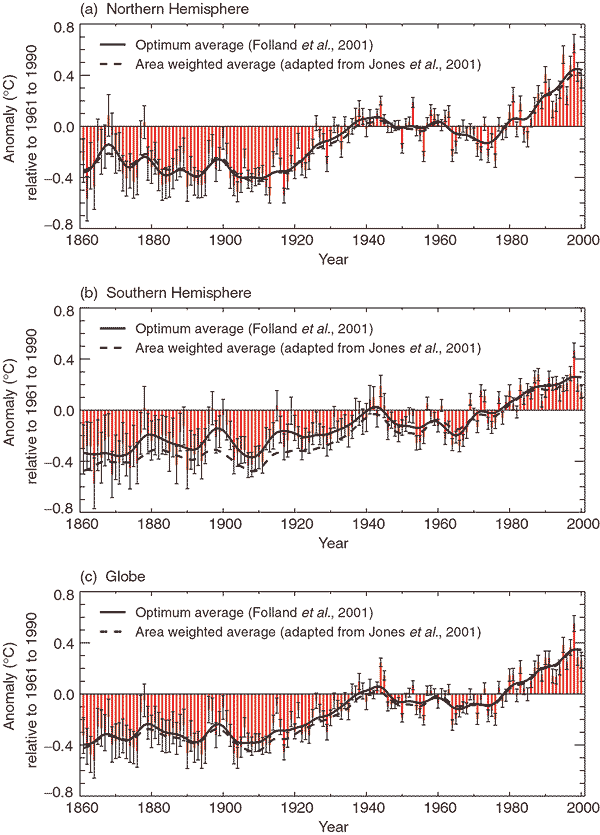 (a) Northern Hemisphere
0.8
0.4
0.0
−0.4
−0.8
Anomaly (°C)
relative to 1961 to 1990
Optimum average (Folland et al., 2001)
Area weighted average (adapted from Jones et al., 2001)
1860 1880 1900 1920 1940 1960 1980 2000
Year
(b) Southern Hemisphere
0.8
0.4
0.0
−0.4
−0.8
Anomaly (°C)
relative to 1961 to 1990
Optimum average (Folland et al., 2001)
Area weighted average (adapted from Jones et al., 2001)
1860 1880 1900 1920 1940 1960 1980 2000
Year
(c) Globe
0.8
0.4
0.0
−0.4
−0.8
Anomaly (°C)
relative to 1961 to 1990
Optimum average (Folland et al., 2001)
Area weighted average (adapted from Jones et al., 2001)
1860 1880 1900 1920 1940 1960 1980 2000
Year